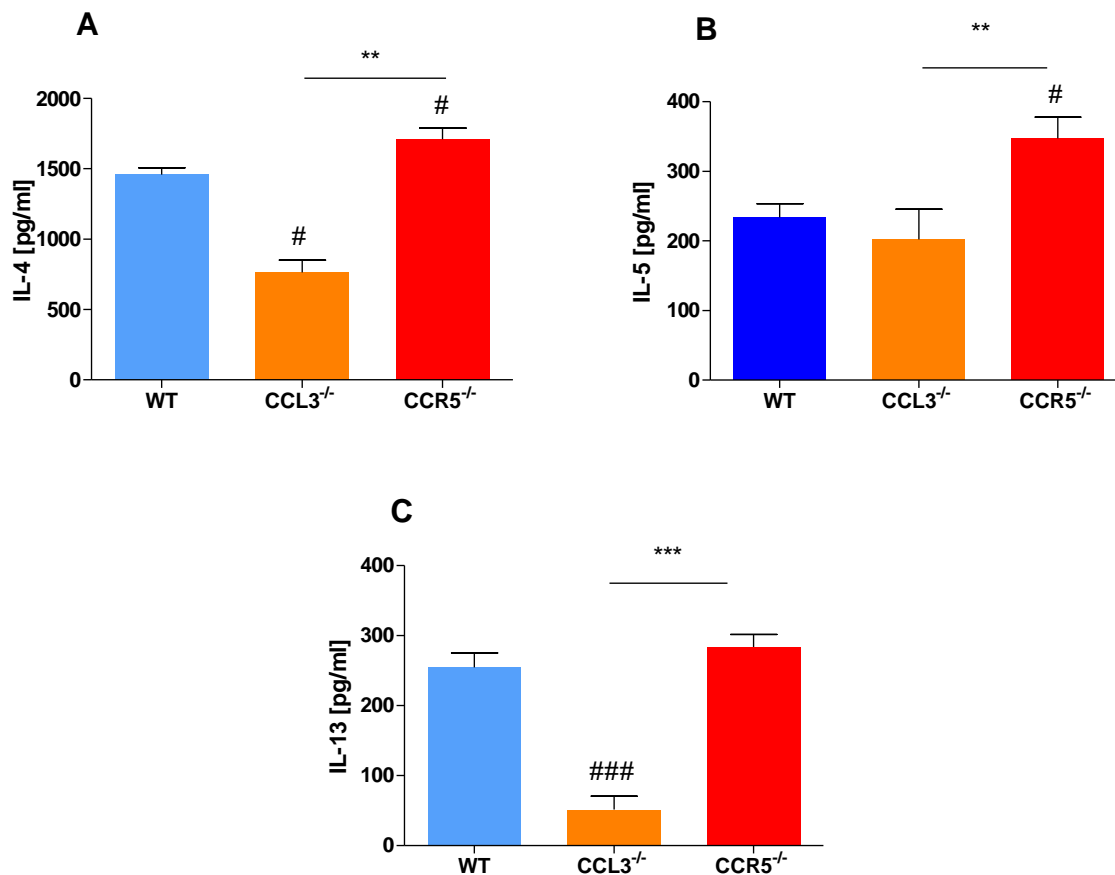 A
**
2000
#
1500
#
1000
500
0
IL-4 [pg/ml]
WT CCL3-/- CCR5-/-
B
**
400
#
300
200
100
0
IL-5 [pg/ml]
WT CCL3-/- CCR5-/-
C
***
400
300
200
100
###
0
IL-13 [pg/ml]
WT CCL3-/- CCR5-/-